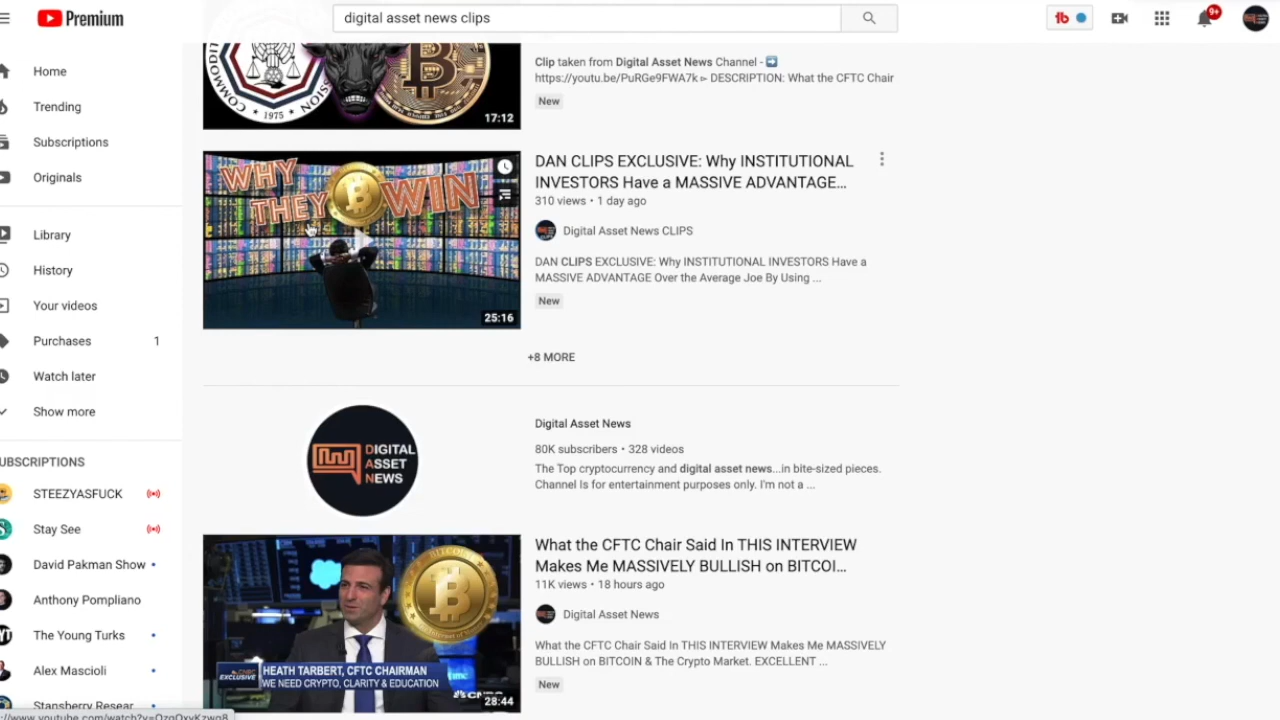 Premium
digital asset news clips
9+
Home
Trending
Subscriptions
Originals
Library
History
Your videos
Purchases 1
Watch later
Show more
UBSCRIPTIONS
STEEZYASFUCK
Stay See
David Pakman Show
Anthony Pompliano
The Young Turks
Alex Mascioli
Stansberry Resear
1975
17:12
Clip taken from Digital Asset News Channel - ➡
https://youtu.be/PuRGe9FWA7k ▻ DESCRIPTION: What the CFTC Chair
New
WHY
THEY WIN
25:16
DAN CLIPS EXCLUSIVE: Why INSTITUTIONAL
INVESTORS Have a MASSIVE ADVANTAGE...
310 views • 1 day ago
Digital Asset News CLIPS
DAN CLIPS EXCLUSIVE: Why INSTITUTIONAL INVESTORS Have a
MASSIVE ADVANTAGE Over the Average Joe By Using ...
New
+8 MORE
DIGITAL
ASSET
NEWS
Digital Asset News
80K subscribers • 328 videos
The Top cryptocurrency and digital asset news...in bite-sized pieces.
Channel Is for entertainment purposes only. I'm not a ...
BITCOIN
CNBC
EXCLUSIVE
HEATH TARBERT, CFTC CHAIRMAN
WE NEED CRYPTO, CLARITY & EDUCATION
28:44
What the CFTC Chair Said In THIS INTERVIEW
Makes Me MASSIVELY BULLISH on BITCOI...
11K views • 18 hours ago
Digital Asset News
What the CFTC Chair Said In THIS INTERVIEW Makes Me MASSIVELY
BULLISH on BITCOIN & The Crypto Market. EXCELLENT ...
New